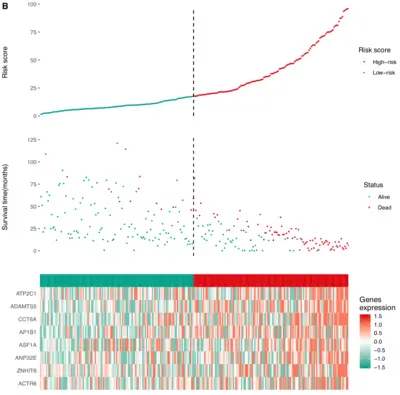 B
100
75
50
25
0
Risk score
Risk score
High-risk
Low-risk
125
100
75
50
25
0
Survival time(months)
Status
Alive
Dead
ATP2C1
ADAMTS5
CCT6A
AP1B1
ASF1A
ANP32E
ZNHIT6
ACTR6
Genes
expression
1.5
1.0
0.5
0.0
−0.5
−1.0
−1.5